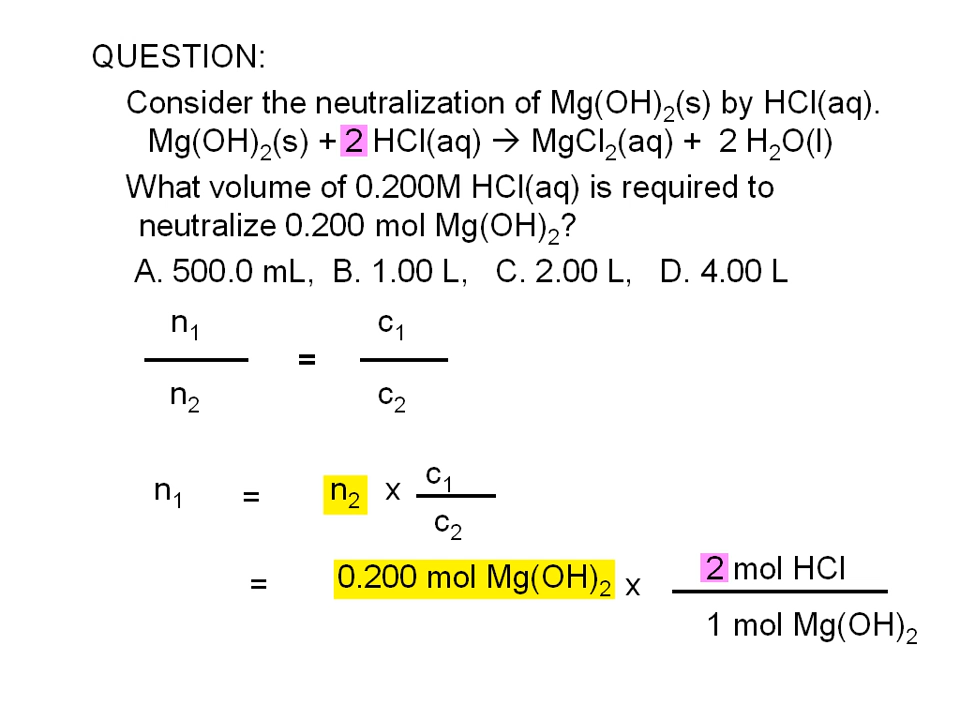 QUESTION:
Consider the neutralization of Mg(OH)₂(s) by HCl(aq).
Mg(OH)₂(s) + 2 HCl(aq) → MgCl₂(aq) + 2 H₂O(l)
What volume of 0.200M HCl(aq) is required to
neutralize 0.200 mol Mg(OH)₂?
A. 500.0 mL, B. 1.00 L, C. 2.00 L, D. 4.00 L
n₁ c₁
=
n₂ c₂
n₁ = n₂ x c₁
c₂
= 0.200 mol Mg(OH)₂ x 2 mol HCl
1 mol Mg(OH)₂